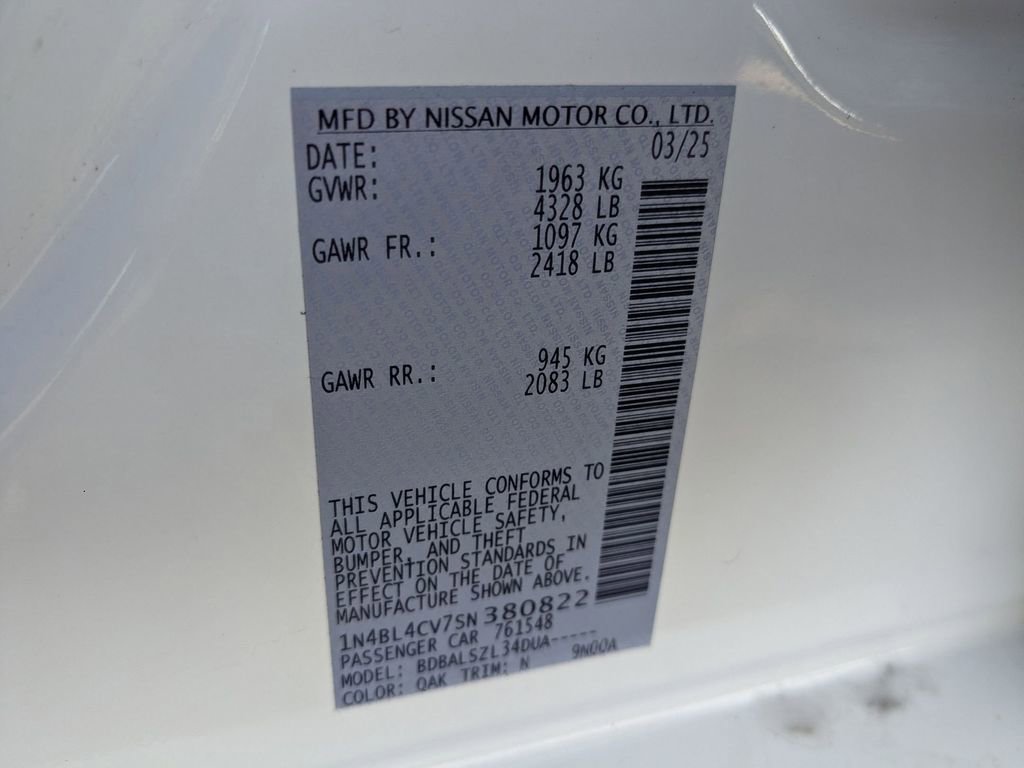 MFD BY NISSAN MOTOR CO., LTD.
DATE: 03/25
GVWR: 1963 KG
4328 LB
GAWR FR.: 1097 KG
2418 LB
GAWR RR.: 945 KG
2083 LB
THIS VEHICLE CONFORMS TO
ALL APPLICABLE FEDERAL
MOTOR VEHICLE SAFETY,
BUMPER, AND THEFT
PREVENTION STANDARDS IN
EFFECT ON THE DATE OF
MANUFACTURE SHOWN ABOVE.
1N4BL4CV7SN380822
PASSENGER CAR 761548
MODEL: BDBALSZL34DUA-----
COLOR: QAK TRIM: N 9N00A